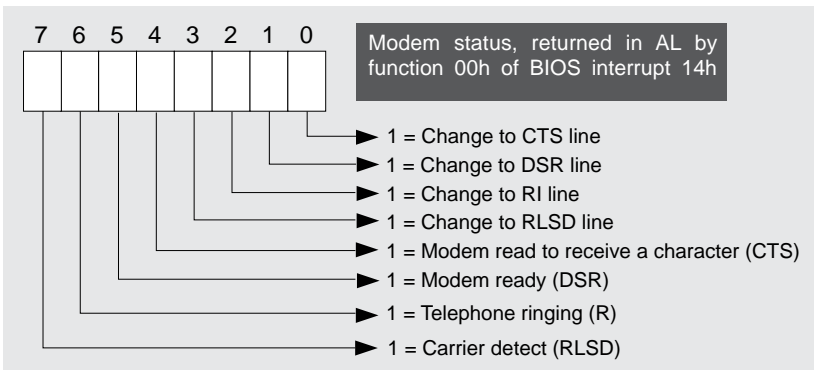 7 6 5 4 3 2 1 0
Modem status, returned in AL by
function 00h of BIOS interrupt 14h
1 = Change to CTS line
1 = Change to DSR line
1 = Change to RI line
1 = Change to RLSD line
1 = Modem read to receive a character (CTS)
1 = Modem ready (DSR)
1 = Telephone ringing (R)
1 = Carrier detect (RLSD)